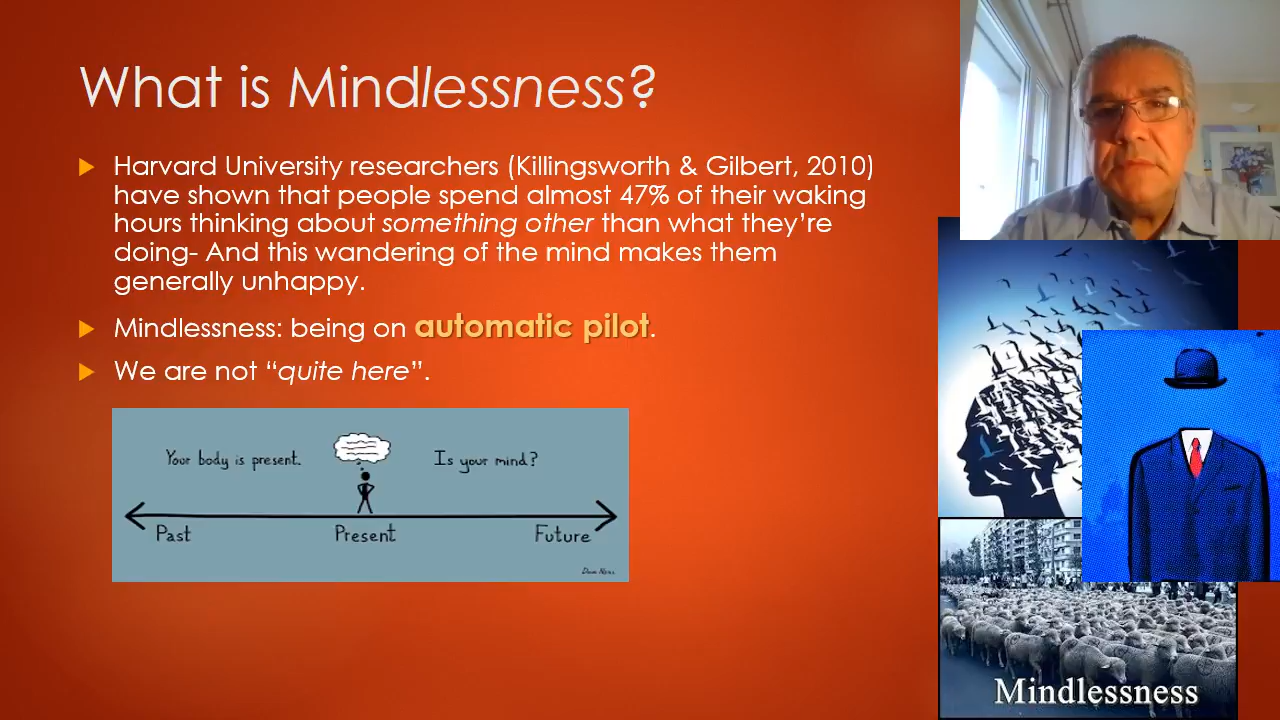 What is Mindlessness?
Harvard University researchers (Killingsworth & Gilbert, 2010)
have shown that people spend almost 47% of their waking
hours thinking about something other than what they're
doing- And this wandering of the mind makes them
generally unhappy.
Mindlessness: being on automatic pilot.
We are not “quite here”.
Your body is present.
Is your mind?
Past
Present
Future
Mindlessness